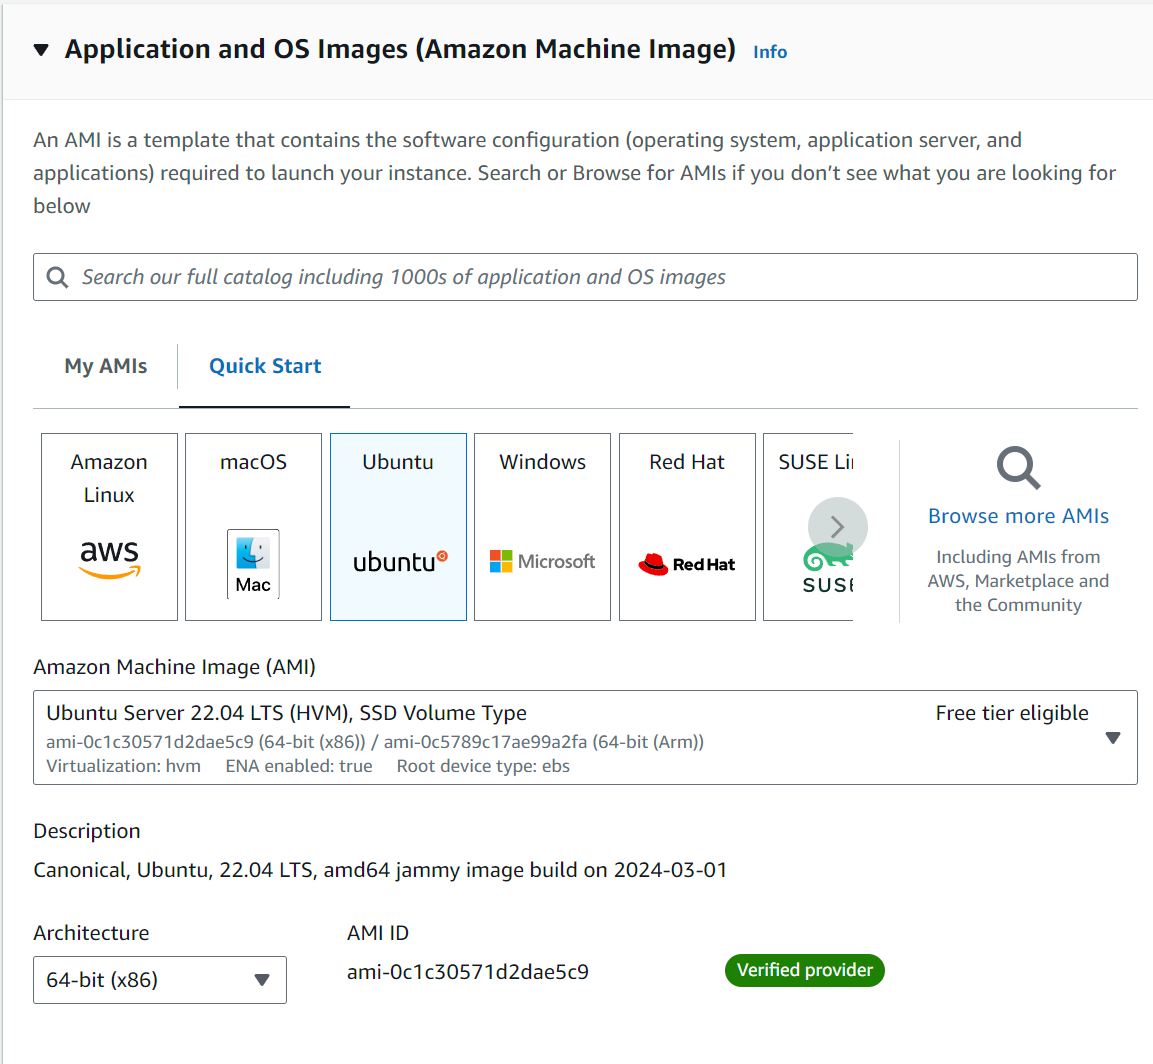 Application and OS Images (Amazon Machine Image) Info
An AMI is a template that contains the software configuration (operating system, application server, and
applications) required to launch your instance. Search or Browse for AMIs if you don’t see what you are looking for
below
Search our full catalog including 1000s of application and OS images
My AMIs
Quick Start
Amazon
Linux
aws
macOS
Mac
Ubuntu
ubuntu
Windows
Microsoft
Red Hat
Red Hat
SUSE Li
SUSE
Browse more AMIs
Including AMIs from
AWS, Marketplace and
the Community
Amazon Machine Image (AMI)
Ubuntu Server 22.04 LTS (HVM), SSD Volume Type
Free tier eligible
ami-0c1c30571d2dae5c9 (64-bit (x86)) / ami-0c5789c17ae99a2fa (64-bit (Arm))
Virtualization: hvm ENA enabled: true Root device type: ebs
Description
Canonical, Ubuntu, 22.04 LTS, amd64 jammy image build on 2024-03-01
Architecture
64-bit (x86)
AMI ID
ami-0c1c30571d2dae5c9
Verified provider